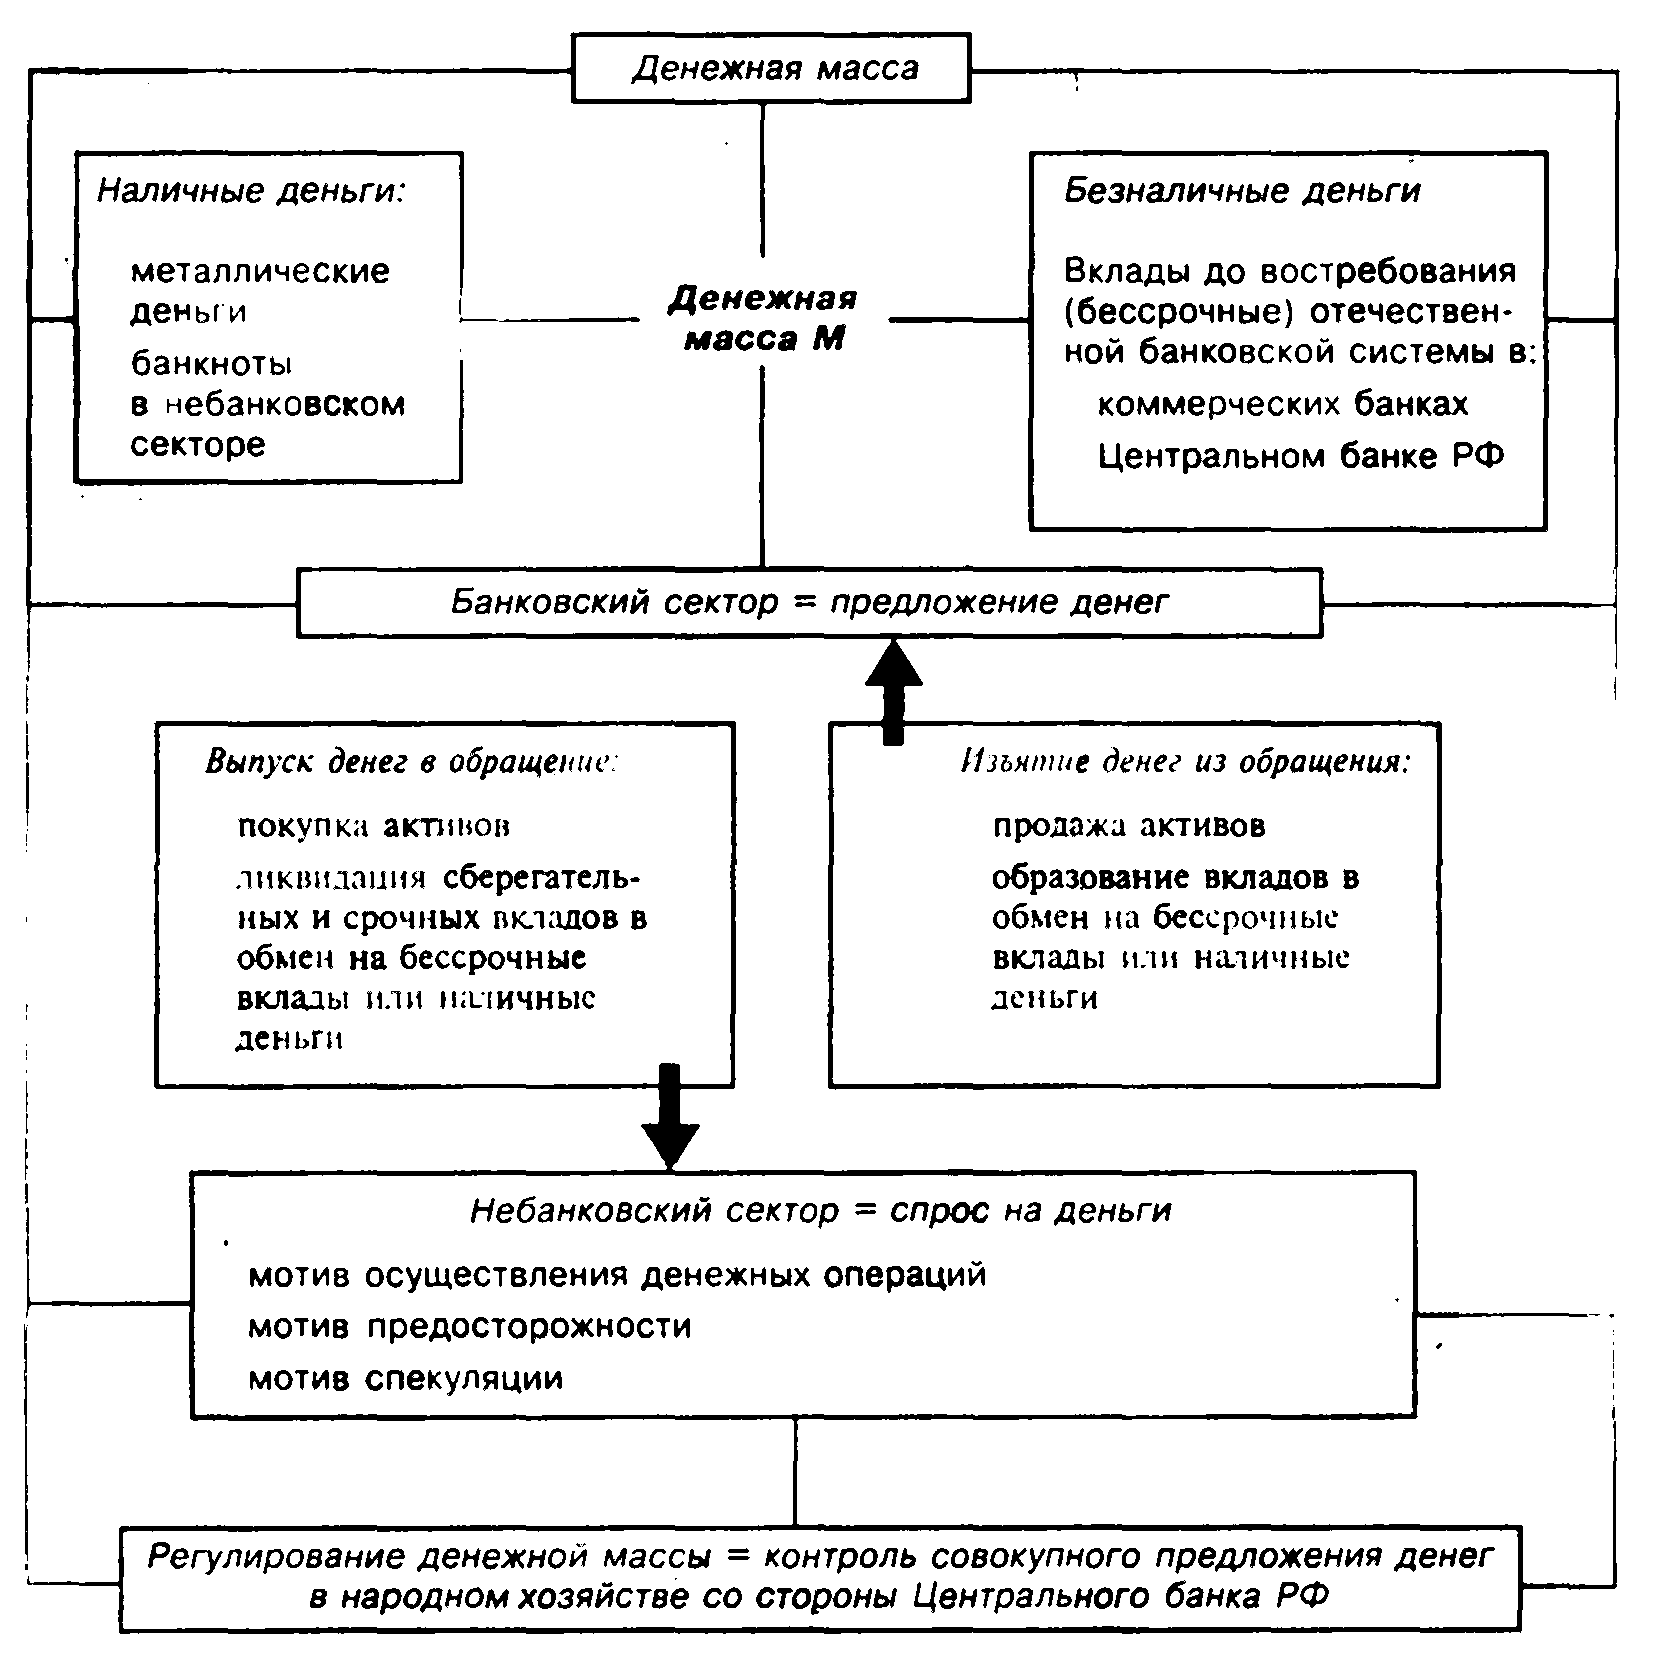 Денежная масса
Наличные деньги:
металлические
деньги
банкноты
в небанковском
секторе
Денежная
масса М
Безналичные деньги
Вклады до востребования
(бессрочные) отечествен-
ной банковской системы в:
коммерческих банках
Центральном банке РФ
Банковский сектор = предложение денег
Выпуск денег в обращение:
покупка активов
ликвидация сберегатель-
ных и срочных вкладов в
обмен на бессрочные
вклады или наличные
деньги
Изъятие денег из обращения:
продажа активов
образование вкладов в
обмен на бессрочные
вклады или наличные
деньги
Небанковский сектор = спрос на деньги
мотив осуществления денежных операций
мотив предосторожности
мотив спекуляции
Регулирование денежной массы = контроль совокупного предложения денег
в народном хозяйстве со стороны Центрального банка РФ